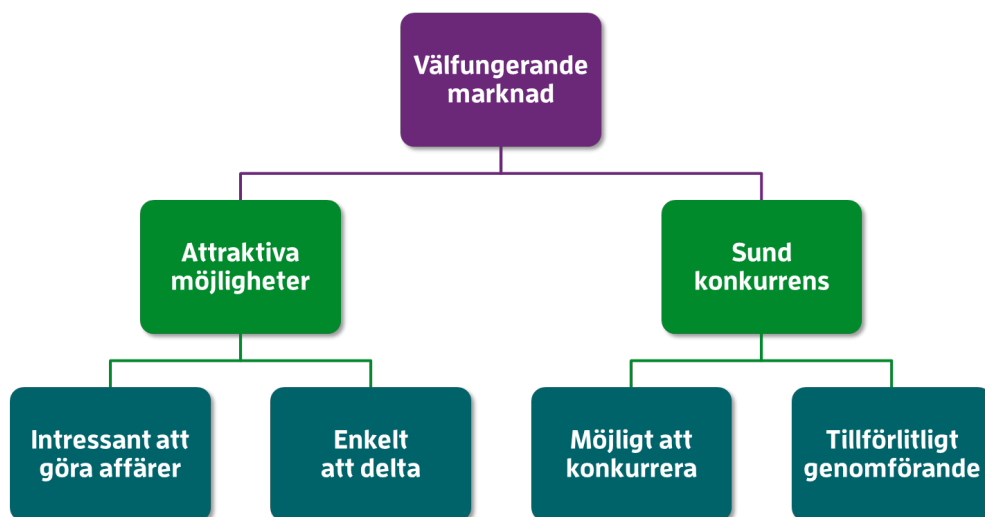 Välfungerande
marknad
Attraktiva
möjligheter
Sund
konkurrens
Intressant att
göra affärer
Enkelt
att delta
Möjligt att
konkurrera
Tillförlitligt
genomförande